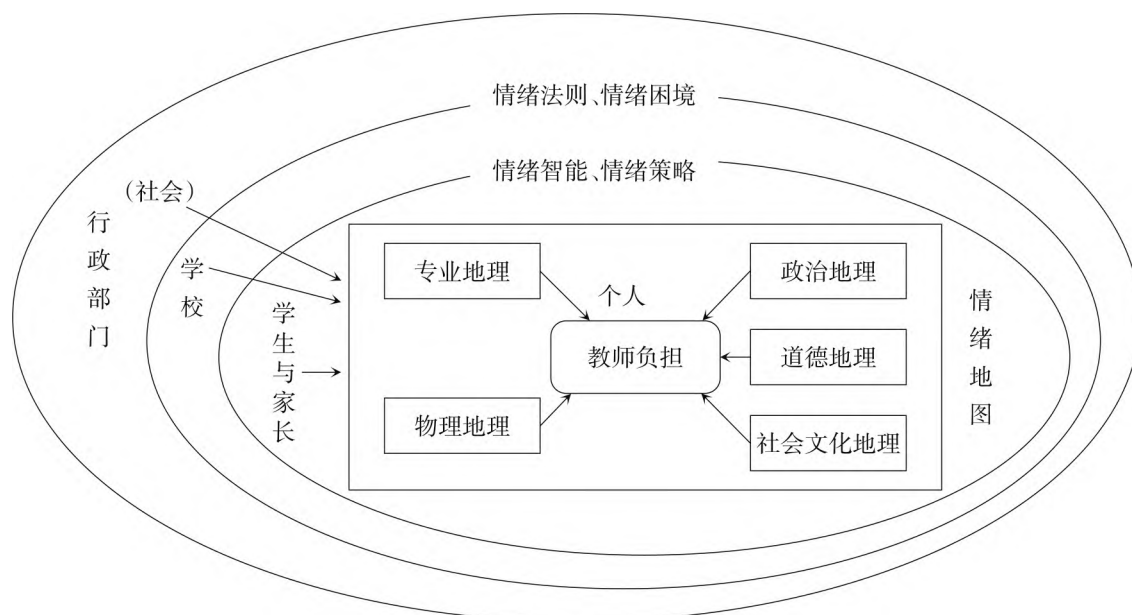 情绪法则、情绪困境
情绪智能、情绪策略
（社会）
行政部门
学校
学生与家长
专业地理
政治地理
个人
教师负担
道德地理
物理地理
社会文化地理
情绪地图